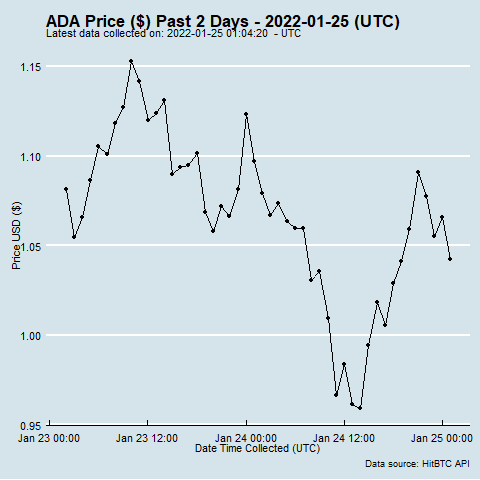 ADA Price ($) Past 2 Days - 2022-01-25 (UTC)
Latest data collected on: 2022-01-25 01:04:20  - UTC
1.15
1.10
1.05
1.00
0.95
Price USD ($)
Jan 23 00:00 Jan 23 12:00 Jan 24 00:00 Jan 24 12:00 Jan 25 00:00
Date Time Collected (UTC)
Data source: HitBTC API